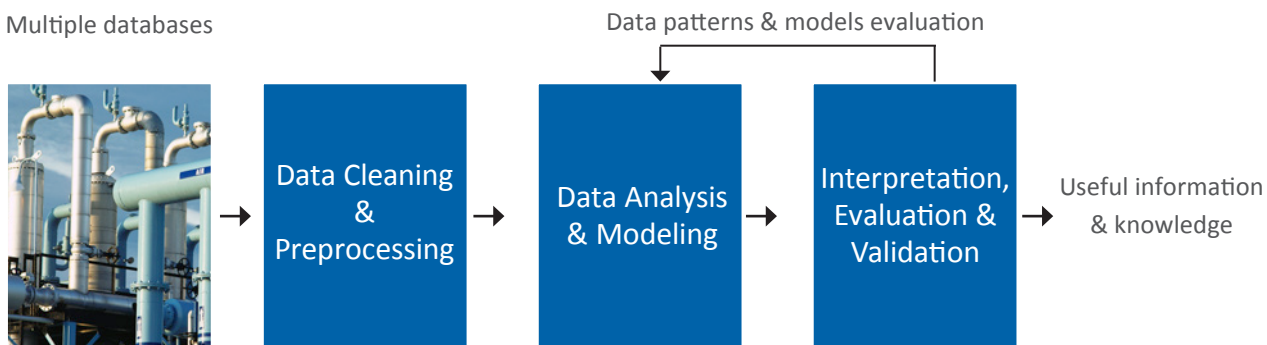 Multiple databases
Data patterns & models evaluation
Data Cleaning
&
Preprocessing
Data Analysis
& Modeling
Interpretation,
Evaluation &
Validation
Useful information
& knowledge